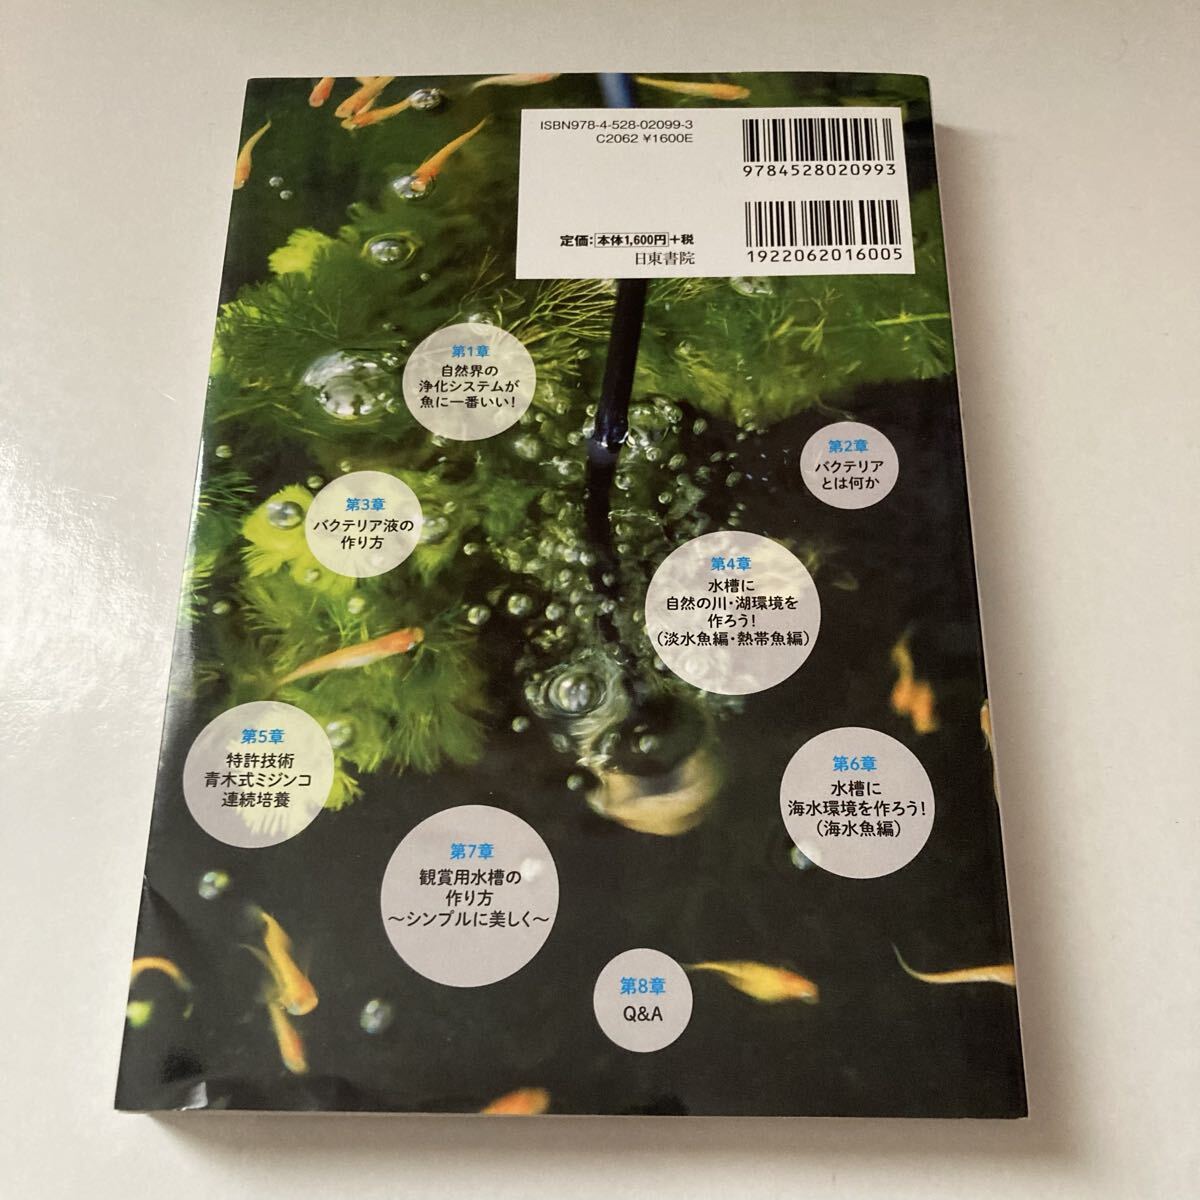 ISBN978-4-528-02099-3
C2062 ¥1600E
9784528020993
定価：本体1,600円＋税
日東書院
1922062016005
第1章
自然界の
浄化システムが
魚に一番いい！
第2章
バクテリア
とは何か
第3章
バクテリア液の
作り方
第4章
水槽に
自然の川・湖環境を
作ろう！
（淡水魚編・熱帯魚編）
第5章
特許技術
青木式ミジンコ
連続培養
第6章
水槽に
海水環境を作ろう！
（海水魚編）
第7章
観賞用水槽の
作り方
～シンプルに美しく～
第8章
Q&A